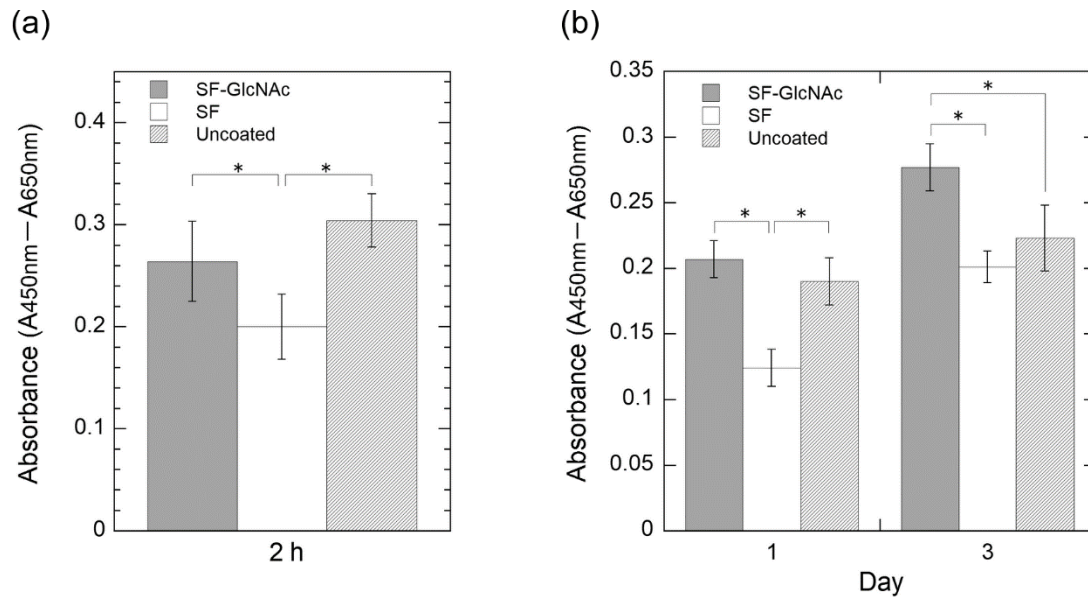 (a)
Absorbance (A450nm－A650nm)
0.4
0.3
0.2
0.1
0
SF-GlcNAc
SF
Uncoated
*
*
2 h
(b)
Absorbance (A450nm－A650nm)
0.35
0.3
0.25
0.2
0.15
0.1
0.05
0
SF-GlcNAc
SF
Uncoated
*
*
*
*
1
3
Day